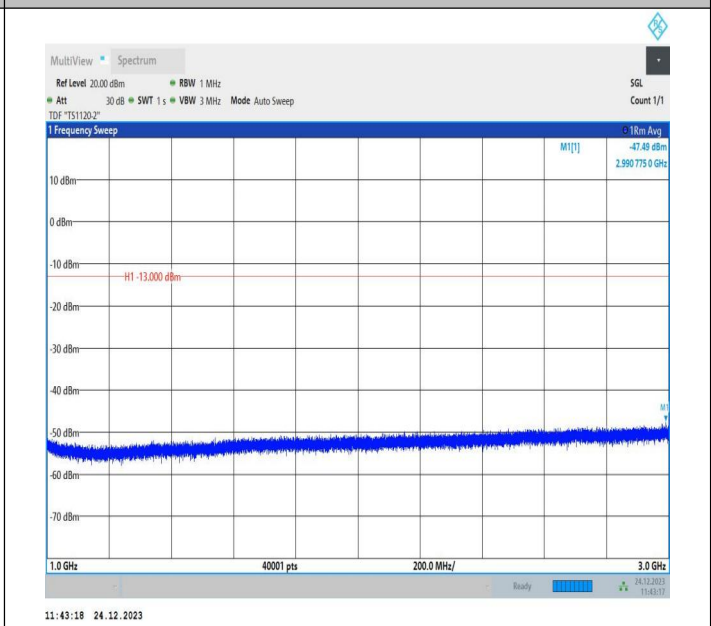 R&S
MultiView Spectrum
Ref Level 20.00 dBm RBW 1 MHz SGL
Att 30 dB SWT 1 s VBW 3 MHz Mode Auto Sweep Count 1/1
TDF "TS1120-2"
1 Frequency Sweep 1Rm Avg
M1[1] -47.49 dBm
2.990 775 0 GHz
10 dBm
0 dBm
-10 dBm
H1 -13.000 dBm
-20 dBm
-30 dBm
-40 dBm
M1
-50 dBm
-60 dBm
-70 dBm
1.0 GHz 40001 pts 200.0 MHz/ 3.0 GHz
Ready 24.12.2023
11:43:17
11:43:18 24.12.2023